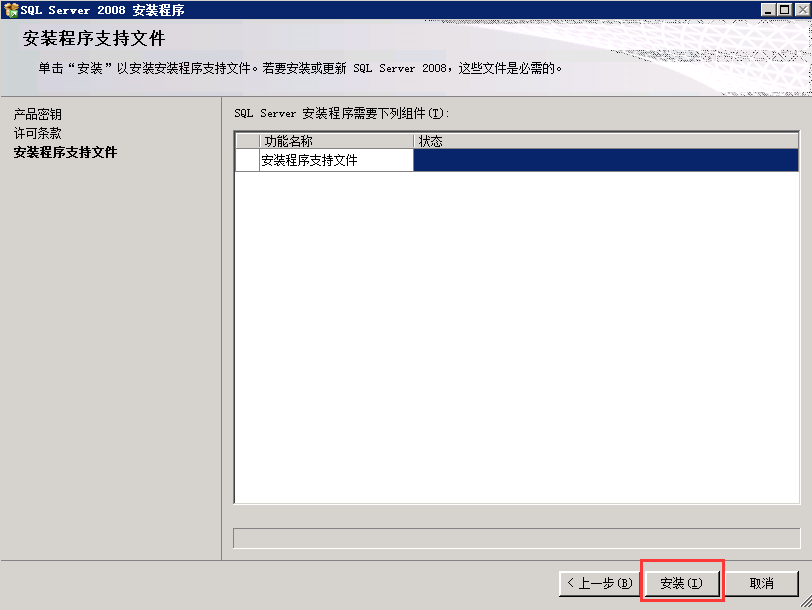 SQL Server 2008 安装程序
安装程序支持文件
单击“安装”以安装安装程序支持文件。若要安装或更新 SQL Server 2008，这些文件是必需的。
产品密钥
许可条款
安装程序支持文件
SQL Server 安装程序需要下列组件(T):
功能名称 状态
安装程序支持文件
< 上一步(B) 安装(I) 取消